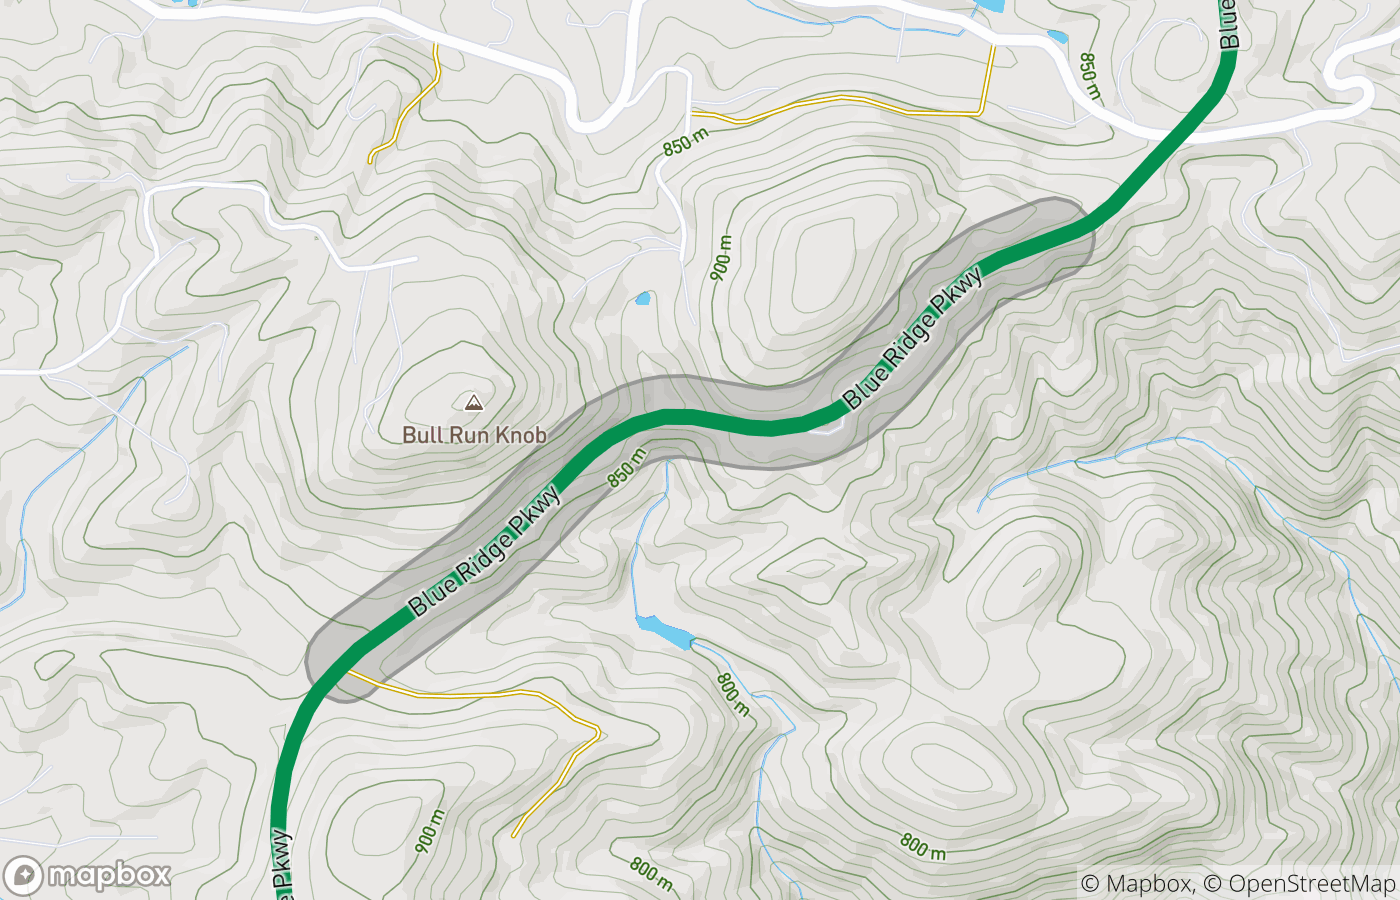 Blue
850 m
850 m
900 m
Blue Ridge Pkwy
Bull Run Knob
850 m
Blue Ridge Pkwy
800 m
900 m
800 m
800 m
e Pkwy
mapbox
© Mapbox, © OpenStreetMap